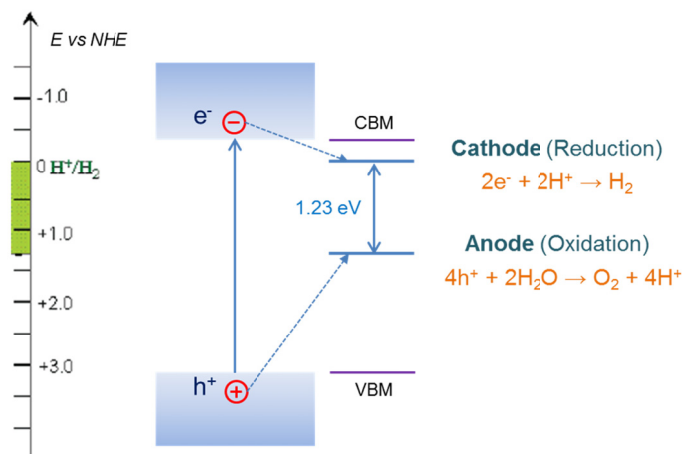 E vs NHE
-1.0
0 H⁺/H₂
+1.0
+2.0
+3.0
e⁻
h⁺
CBM
1.23 eV
VBM
Cathode (Reduction)
2e⁻ + 2H⁺ → H₂
Anode (Oxidation)
4h⁺ + 2H₂O → O₂ + 4H⁺